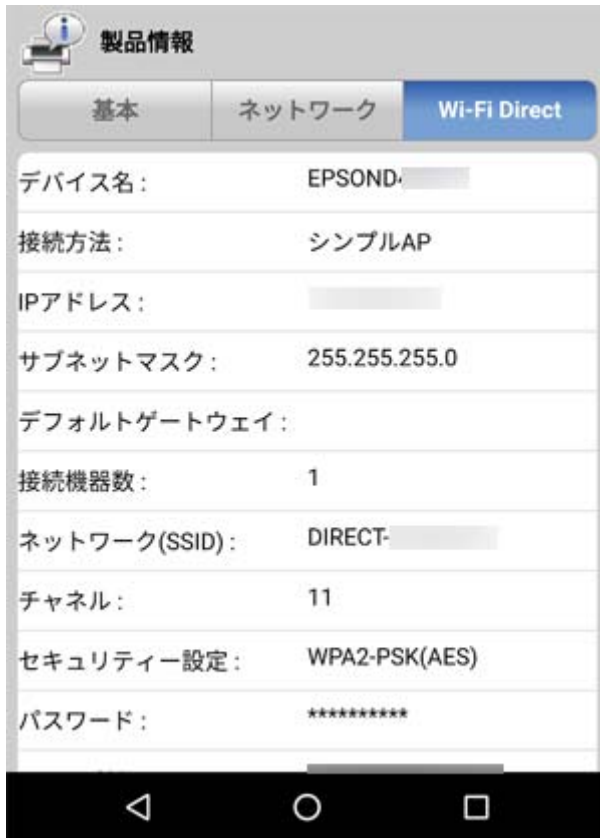 製品情報
基本 ネットワーク Wi-Fi Direct
デバイス名 : EPSOND
接続方法 : シンプルAP
IPアドレス :
サブネットマスク : 255.255.255.0
デフォルトゲートウェイ :
接続機器数 : 1
ネットワーク(SSID) : DIRECT-
チャネル : 11
セキュリティー設定 : WPA2-PSK(AES)
パスワード : **********